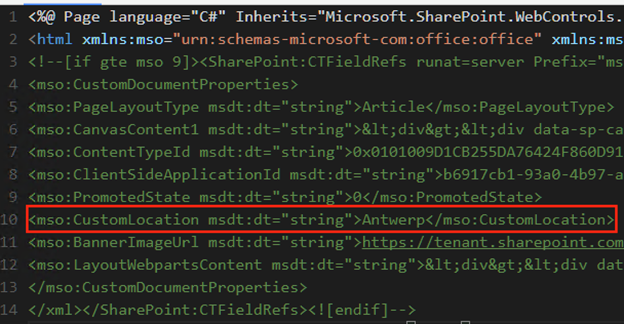 1 <%@ Page language="C#" Inherits="Microsoft.SharePoint.WebControls.
2 <html xmlns:mso="urn:schemas-microsoft-com:office:office" xmlns:ms
3 <!--[if gte mso 9]><SharePoint:CTFieldRefs runat=server Prefix="ms
4 <mso:CustomDocumentProperties>
5 <mso:PageLayoutType msdt:dt="string">Article</mso:PageLayoutType>
6 <mso:CanvasContent1 msdt:dt="string">&lt;div&gt;&lt;div data-sp-ca
7 <mso:ContentTypeId msdt:dt="string">0x0101009D1CB255DA76424F860D91
8 <mso:ClientSideApplicationId msdt:dt="string">b6917cb1-93a0-4b97-a
9 <mso:PromotedState msdt:dt="string">0</mso:PromotedState>
10 <mso:CustomLocation msdt:dt="string">Antwerp</mso:CustomLocation>
11 <mso:BannerImageUrl msdt:dt="string">https://tenant.sharepoint.com
12 <mso:LayoutWebpartsContent msdt:dt="string">&lt;div&gt;&lt;div dat
13 </mso:CustomDocumentProperties>
14 </xml></SharePoint:CTFieldRefs><![endif]-->